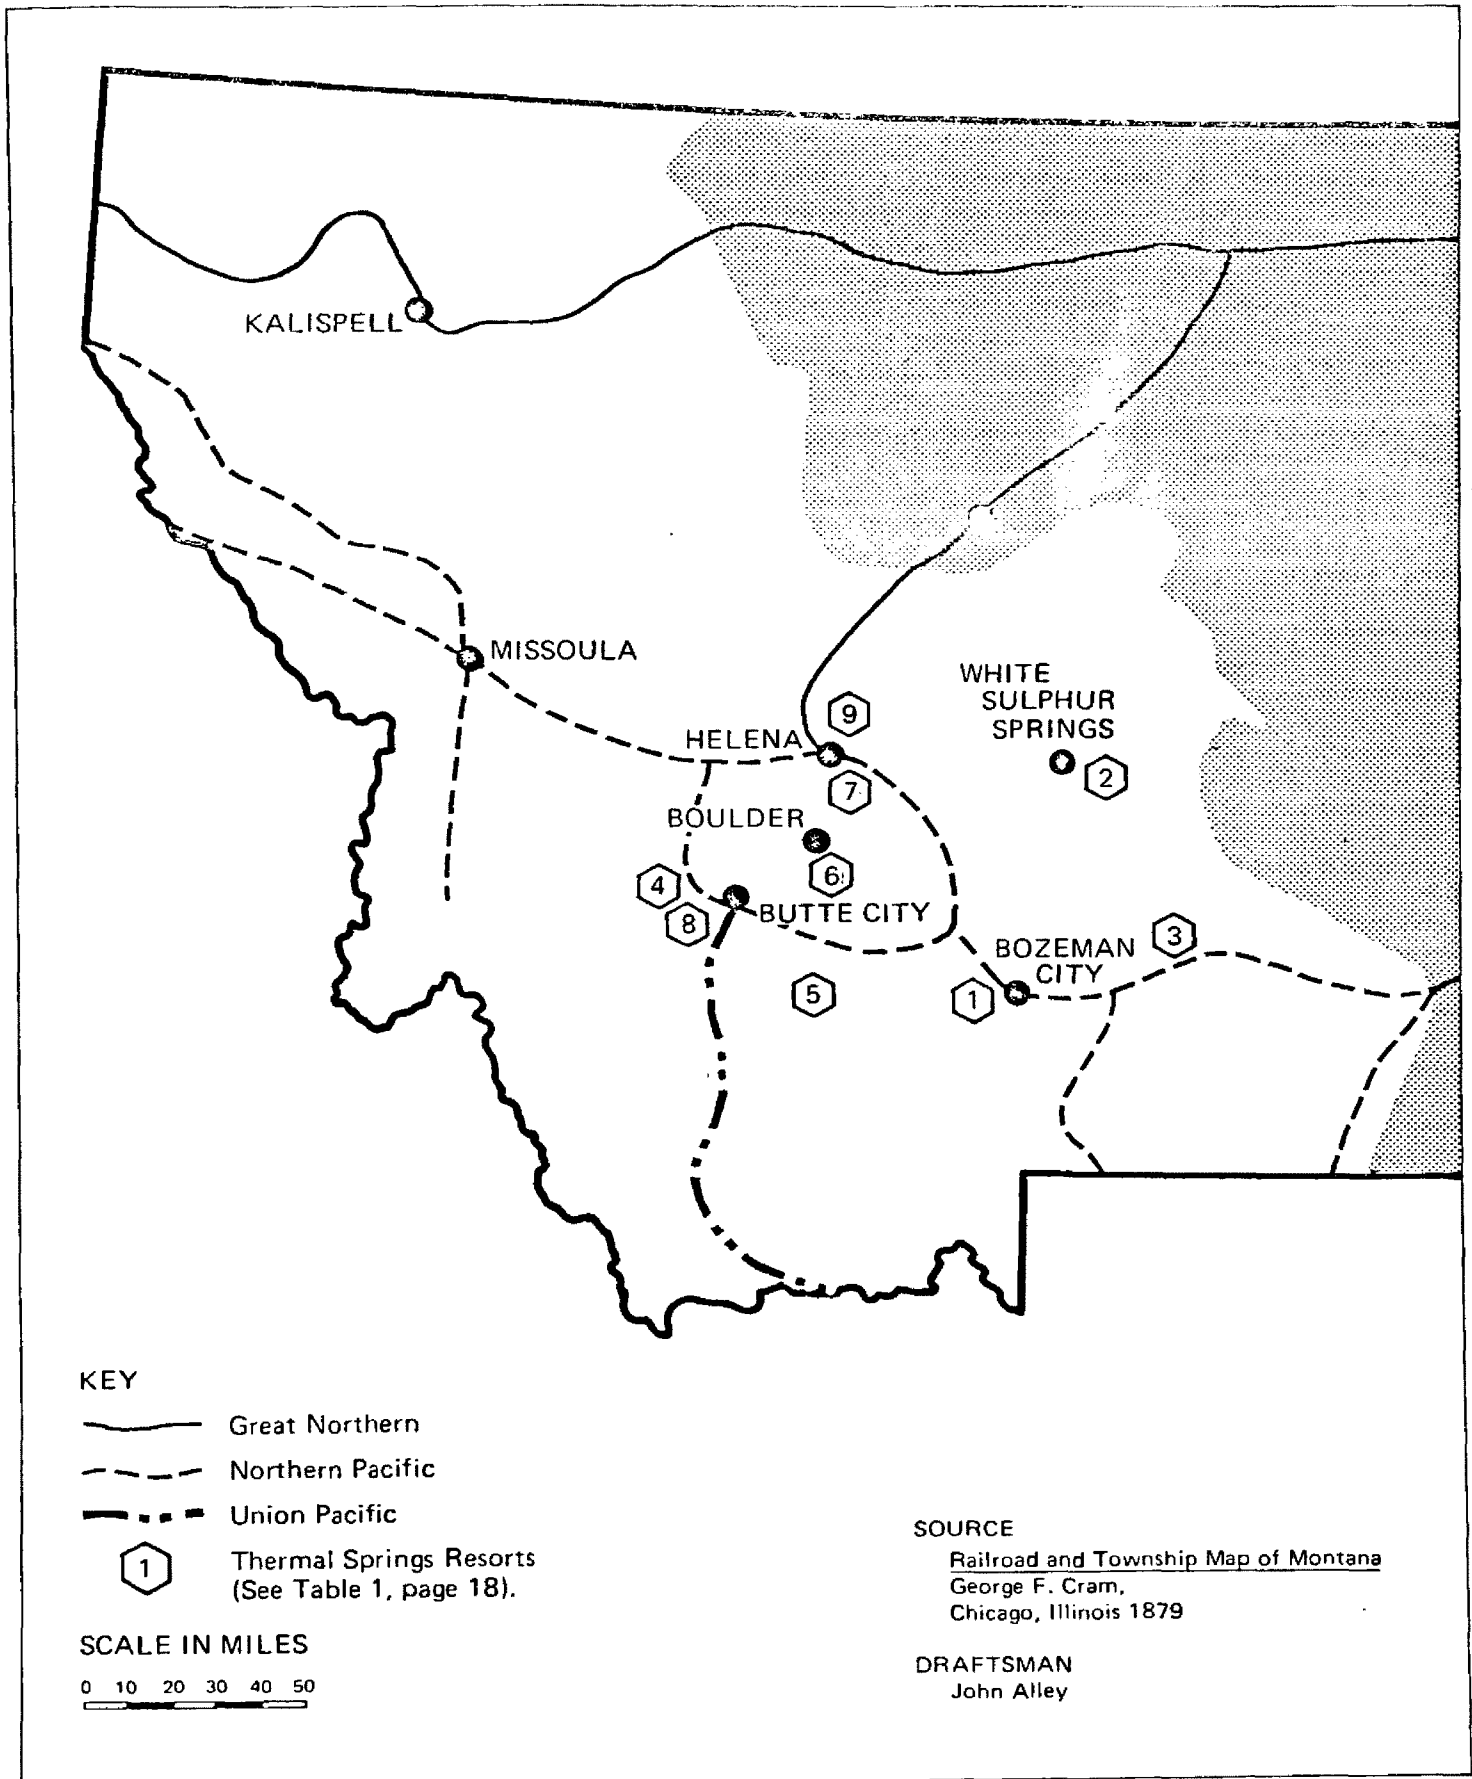 KALISPELL
MISSOULA
WHITE
SULPHUR
SPRINGS
9
HELENA
2
7
BOULDER
6
4
BUTTE CITY
8
3
BOZEMAN
CITY
5
1
KEY
Great Northern
Northern Pacific
Union Pacific
1
Thermal Springs Resorts
(See Table 1, page 18).
SCALE IN MILES
0 10 20 30 40 50
SOURCE
Railroad and Township Map of Montana
George F. Cram,
Chicago, Illinois 1879
DRAFTSMAN
John Alley